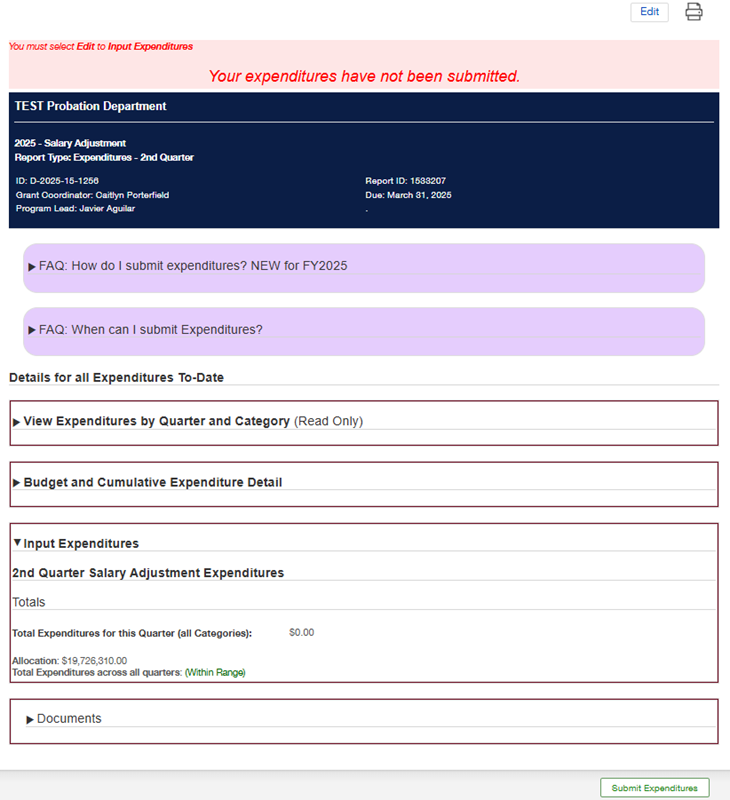 Edit
You must select Edit to Input Expenditures
Your expenditures have not been submitted.
TEST Probation Department
2025 - Salary Adjustment
Report Type: Expenditures - 2nd Quarter
ID: D-2025-15-1256
Report ID: 1533207
Grant Coordinator: Caitlyn Porterfield
Due: March 31, 2025
Program Lead: Javier Aguilar
.
FAQ: How do I submit expenditures? NEW for FY2025
FAQ: When can I submit Expenditures?
Details for all Expenditures To-Date
View Expenditures by Quarter and Category (Read Only)
Budget and Cumulative Expenditure Detail
Input Expenditures
2nd Quarter Salary Adjustment Expenditures
Totals
Total Expenditures for this Quarter (all Categories): $0.00
Allocation: $19,726,310.00
Total Expenditures across all quarters: (Within Range)
Documents
Submit Expenditures